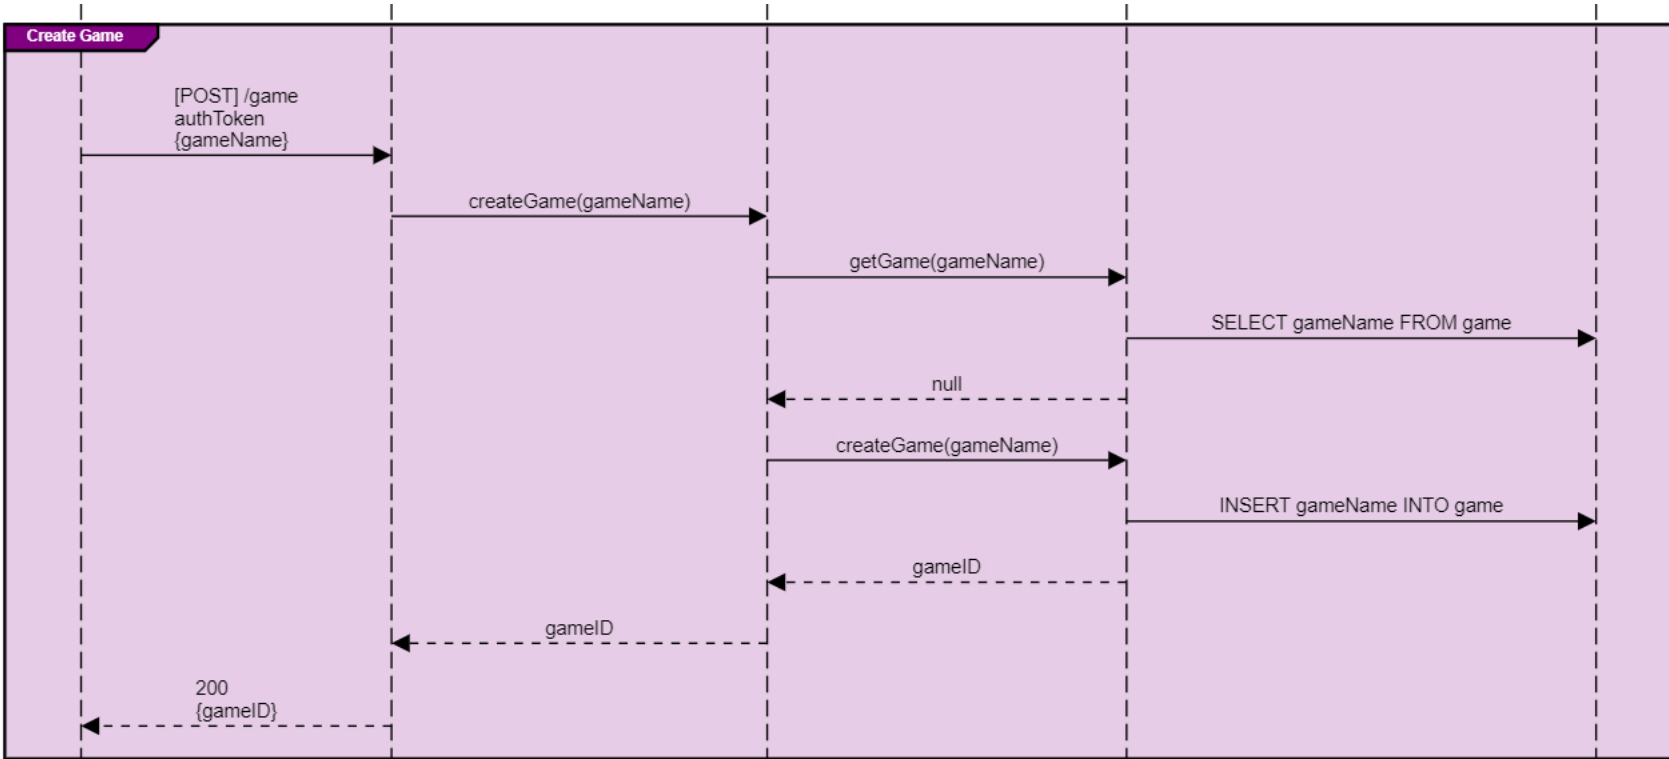 Create Game
[POST] /game
authToken
{gameName}
createGame(gameName)
getGame(gameName)
SELECT gameName FROM game
null
createGame(gameName)
INSERT gameName INTO game
gameID
gameID
200
{gameID}